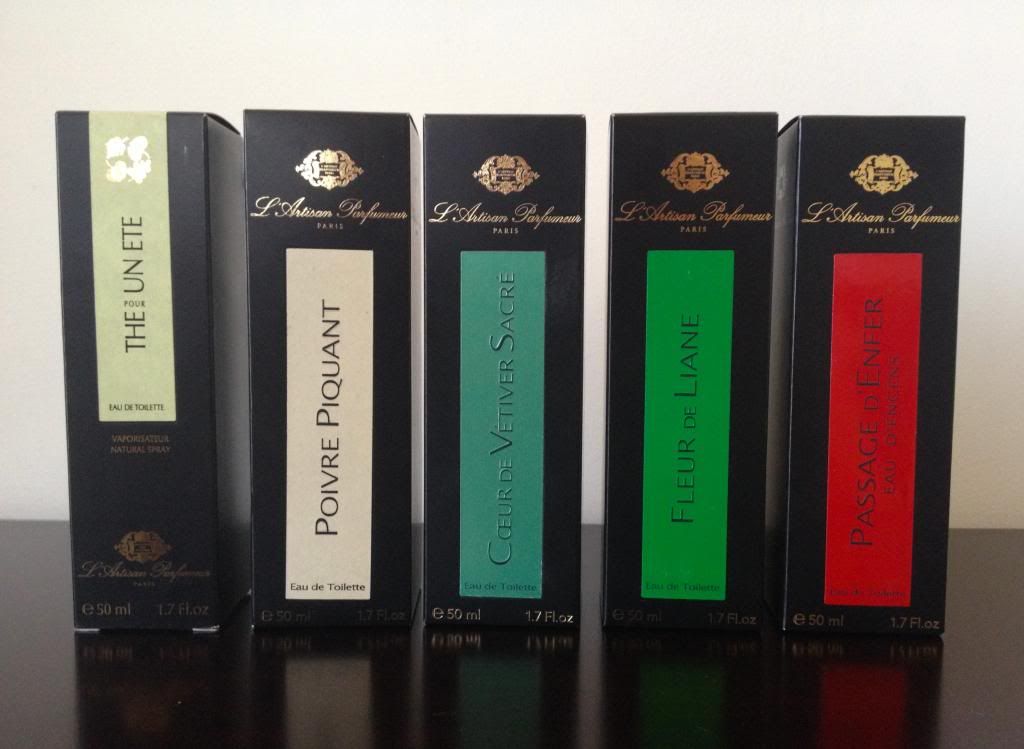 THE POUR UN ETE
EAU DE TOILETTE
VAPORISATEUR
NATURAL SPRAY
L'Artisan Parfumeur
PARIS
e 50 ml 1.7 Fl.oz
L'Artisan Parfumeur
PARIS
POIVRE PIQUANT
Eau de Toilette
e 50 ml 1.7 Fl.oz
L'Artisan Parfumeur
PARIS
CŒUR DE VÉTIVER SACRÉ
Eau de Toilette
e 50 ml 1.7 Fl.oz
L'Artisan Parfumeur
PARIS
FLEUR DE LIANE
Eau de Toilette
e 50 ml 1.7 Fl.oz
L'Artisan Parfumeur
PARIS
PASSAGE D'ENFER
EAU D'ENCENS
Eau de Toilette
e 50 ml 1.7 Fl.oz